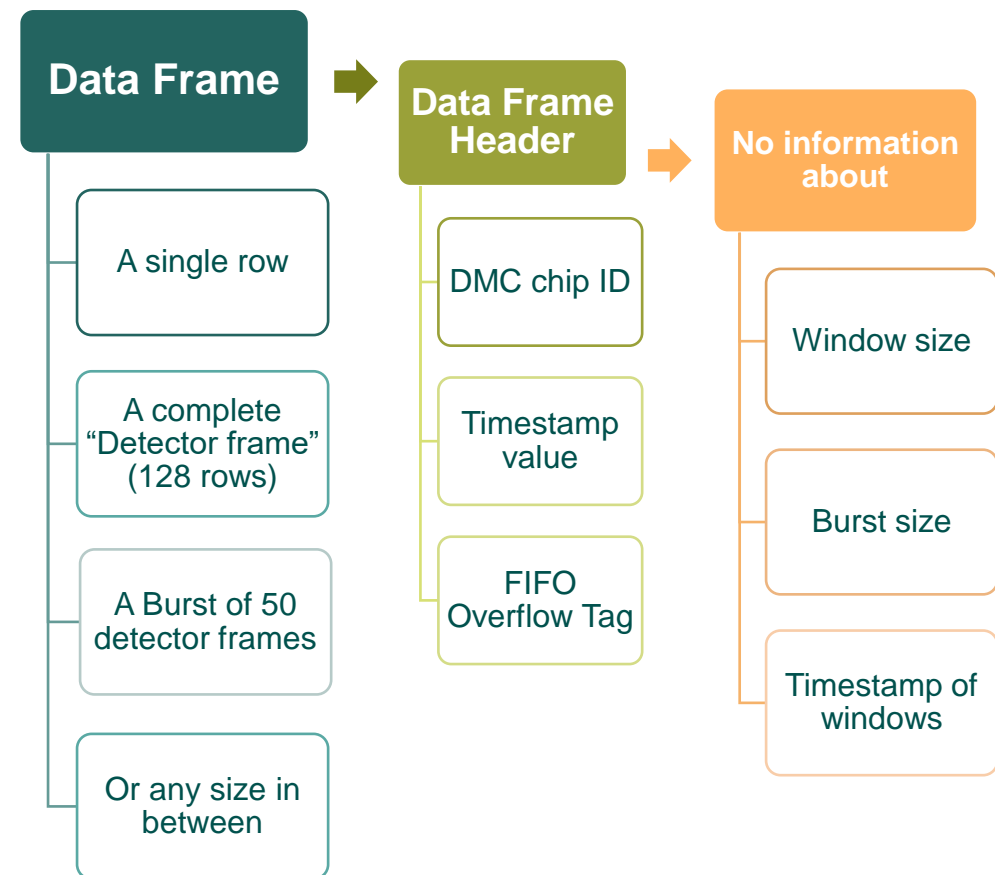 Data Frame
A single row
A complete
“Detector frame”
(128 rows)
A Burst of 50
detector frames
Or any size in
between
Data Frame
Header
DMC chip ID
Timestamp
value
FIFO
Overflow Tag
No information
about
Window size
Burst size
Timestamp of
windows